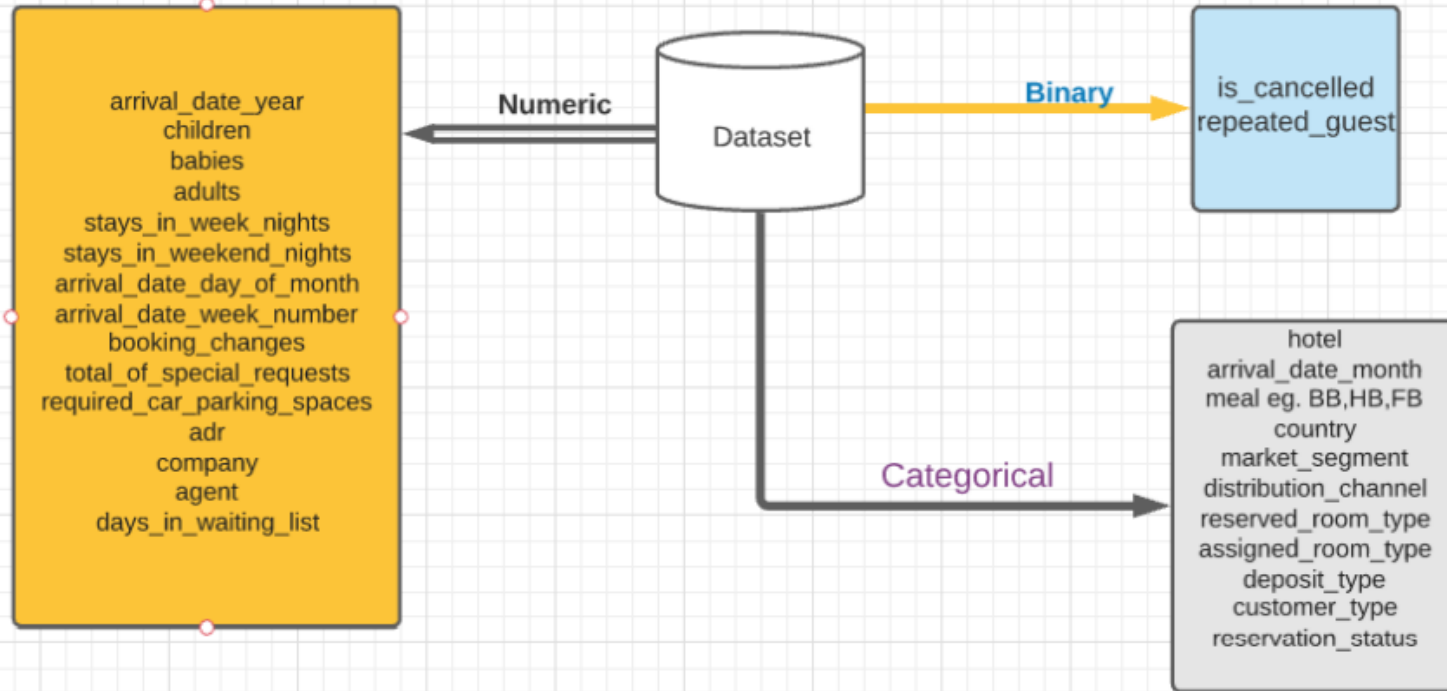 arrival_date_year
children
babies
adults
stays_in_week_nights
stays_in_weekend_nights
arrival_date_day_of_month
arrival_date_week_number
booking_changes
total_of_special_requests
required_car_parking_spaces
adr
company
agent
days_in_waiting_list
Numeric
Dataset
Binary
is_cancelled
repeated_guest
Categorical
hotel
arrival_date_month
meal eg. BB,HB,FB
country
market_segment
distribution_channel
reserved_room_type
assigned_room_type
deposit_type
customer_type
reservation_status